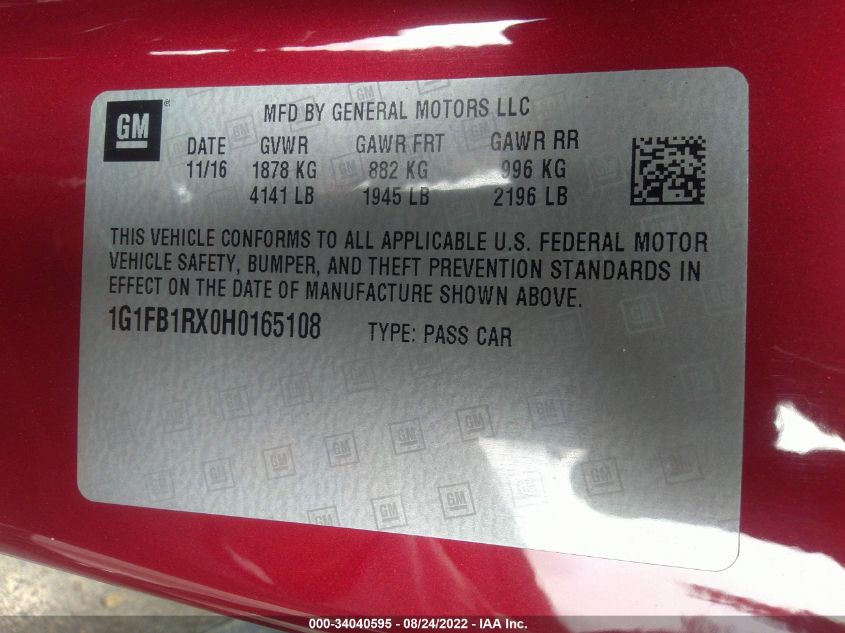 GM ®
MFD BY GENERAL MOTORS LLC
DATE GVWR GAWR FRT GAWR RR
11/16 1878 KG 882 KG 996 KG
4141 LB 1945 LB 2196 LB
THIS VEHICLE CONFORMS TO ALL APPLICABLE U.S. FEDERAL MOTOR
VEHICLE SAFETY, BUMPER, AND THEFT PREVENTION STANDARDS IN
EFFECT ON THE DATE OF MANUFACTURE SHOWN ABOVE.
1G1FB1RX0H0165108 TYPE: PASS CAR
000-34040595 - 08/24/2022 - IAA Inc.